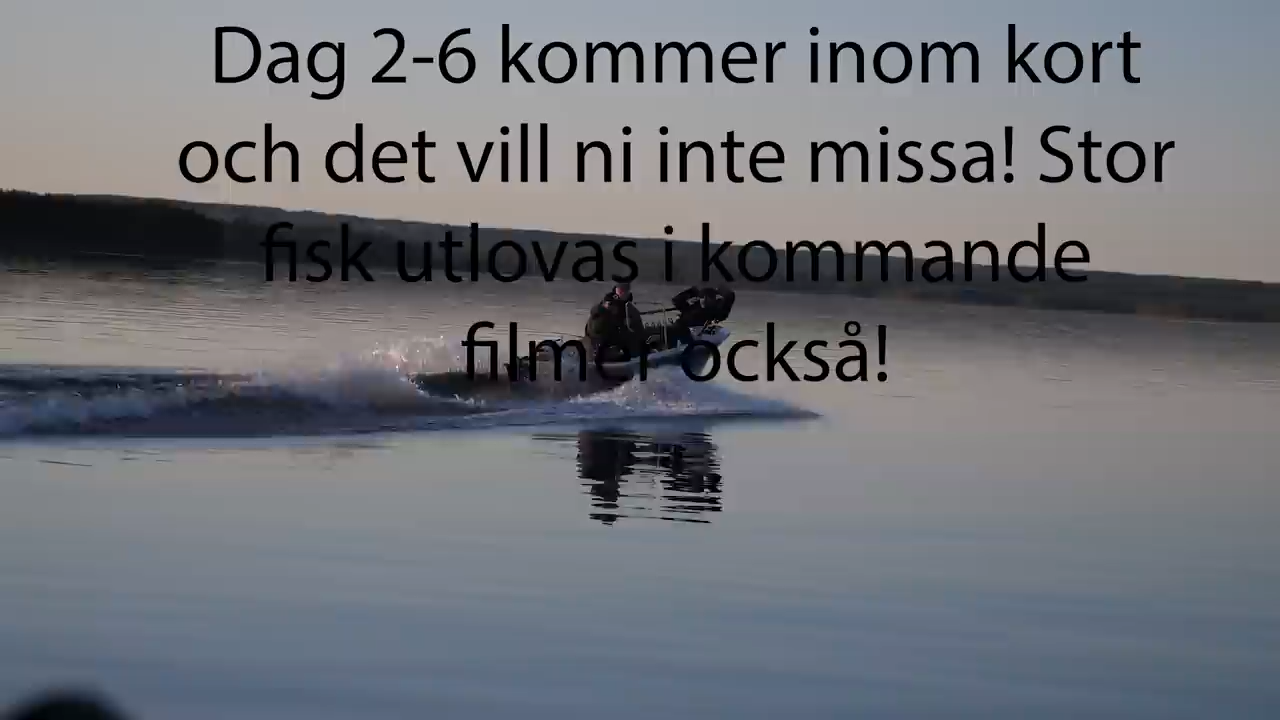 Dag 2-6 kommer inom kort
och det vill ni inte missa! Stor
fisk utlovas i kommande
filmer också!